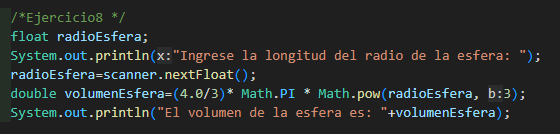 /*Ejercicio8 */
float radioEsfera;
System.out.println(x:"Ingrese la longitud del radio de la esfera: ");
radioEsfera=scanner.nextFloat();
double volumenEsfera=(4.0/3)* Math.PI * Math.pow(radioEsfera, b:3);
System.out.println("El volumen de la esfera es: "+volumenEsfera);